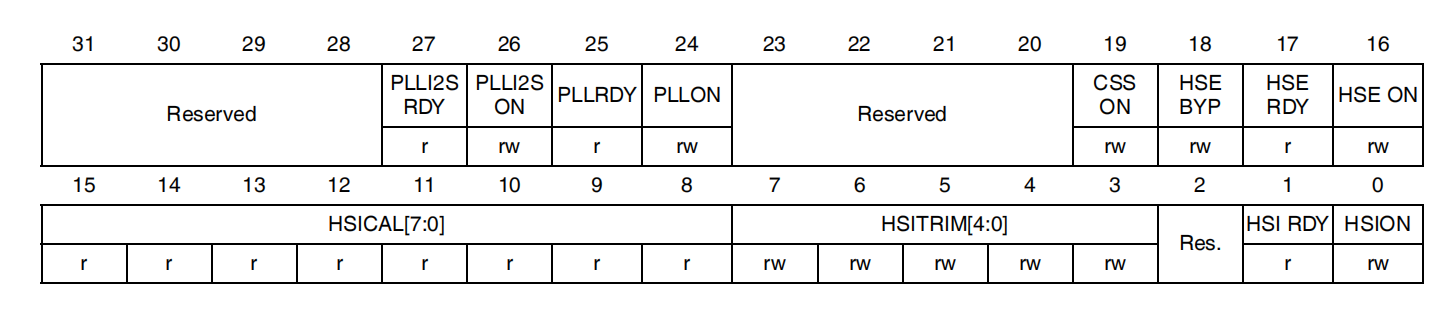 31 30 29 28 27 26 25 24 23 22 21 20 19 18 17 16
Reserved PLLI2S RDY PLLI2S ON PLLRDY PLLON Reserved CSS ON HSE BYP HSE RDY HSE ON
r rw r rw rw rw r rw
15 14 13 12 11 10 9 8 7 6 5 4 3 2 1 0
HSICAL[7:0] HSITRIM[4:0] Res. HSI RDY HSION
r r r r r r r r rw rw rw rw rw r rw